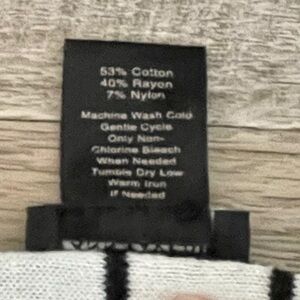 53% Cotton
40% Rayon
7% Nylon
Machine Wash Cold
Gentle Cycle
Only Non-
Chlorine Bleach
When Needed
Tumble Dry Low
Warm Iron
If Needed